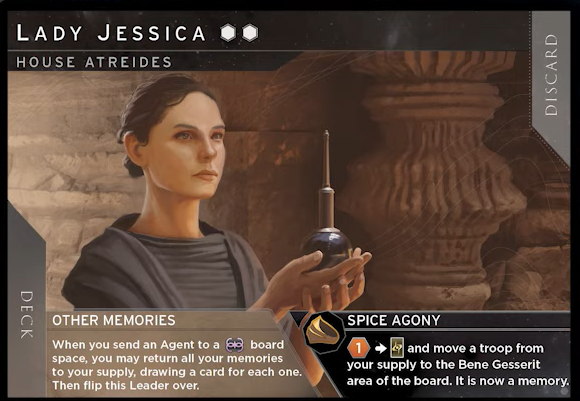 LADY JESSICA
HOUSE ATREIDES
DISCARD
DECK
OTHER MEMORIES
When you send an Agent to a board
space, you may return all your memories
to your supply, drawing a card for each one.
Then flip this Leader over.
SPICE AGONY
1 and move a troop from
your supply to the Bene Gesserit
area of the board. It is now a memory.